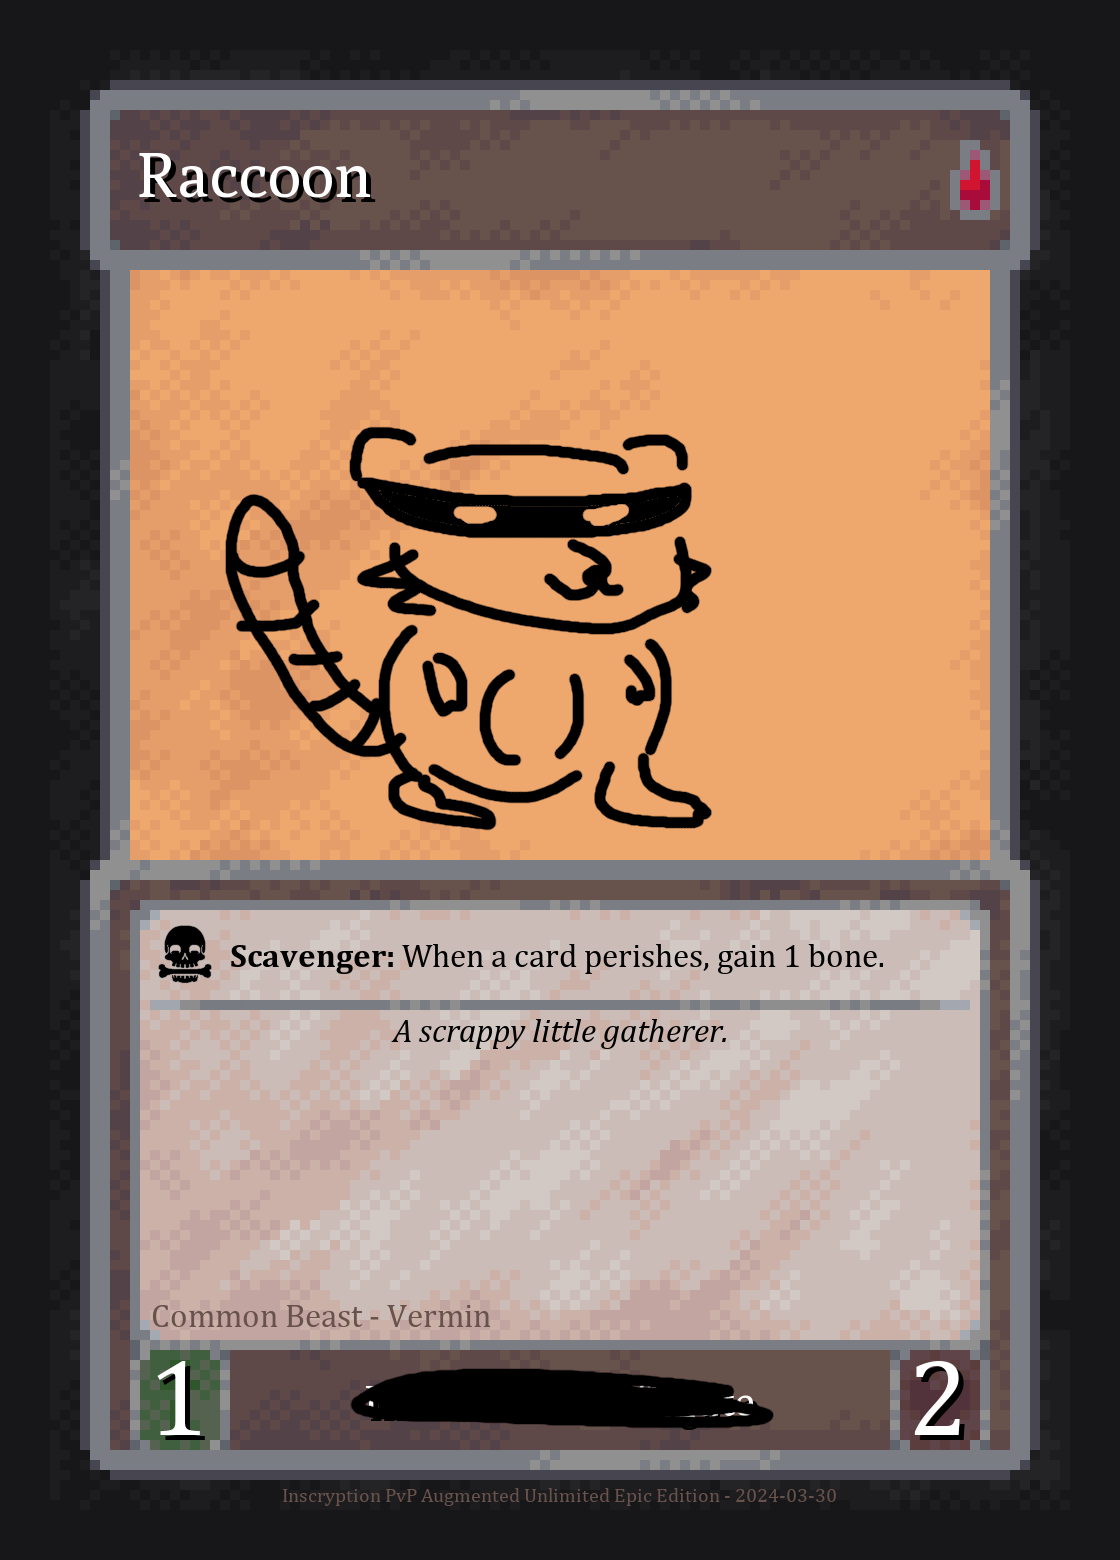 Raccoon
Scavenger: When a card perishes, gain 1 bone.
A scrappy little gatherer.
Common Beast - Vermin
1
2
Inscryption PvP Augmented Unlimited Epic Edition - 2024-03-30